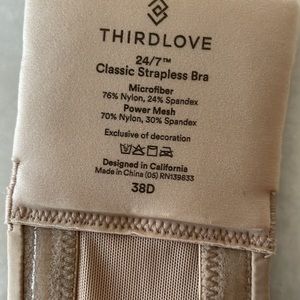 THIRDLOVE
24/7™
Classic Strapless Bra
Microfiber
76% Nylon, 24% Spandex
Power Mesh
70% Nylon, 30% Spandex
Exclusive of decoration
Designed in California
Made in China (05) RN139833
38D